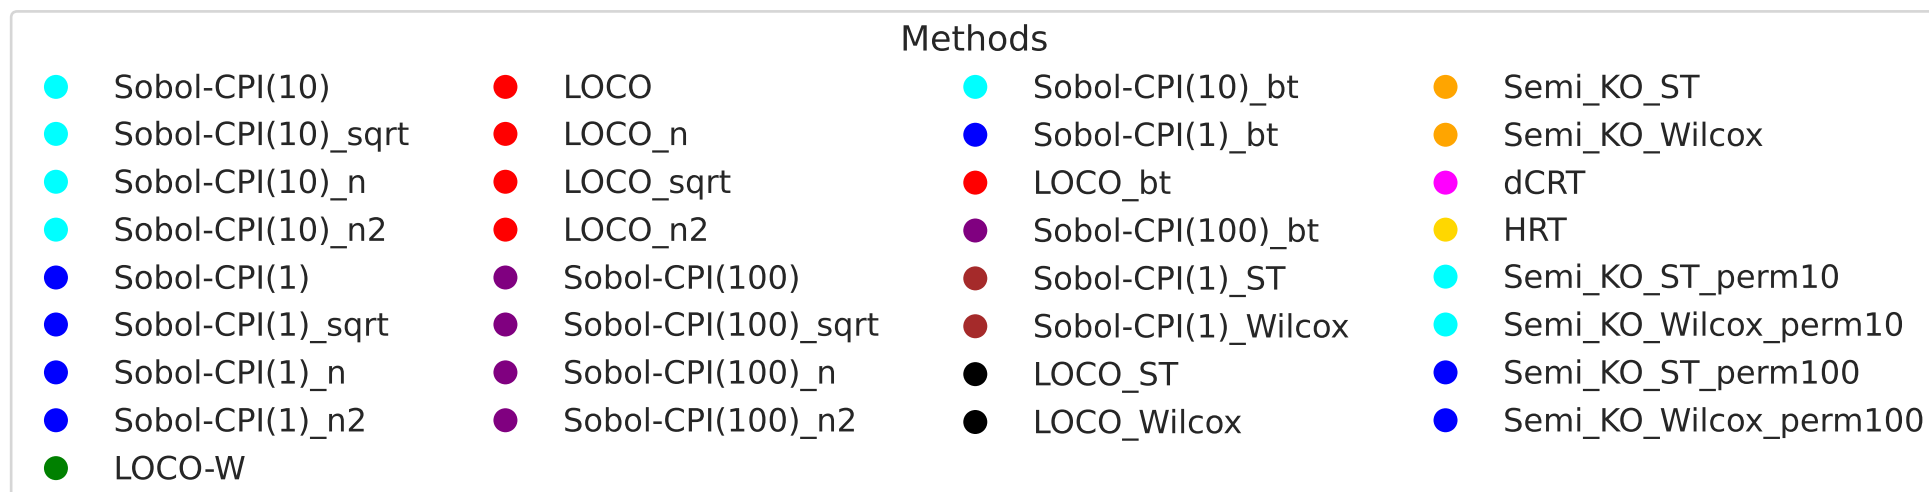 Methods
Sobol-CPI(10)
Sobol-CPI(10)_sqrt
Sobol-CPI(10)_n
Sobol-CPI(10)_n2
Sobol-CPI(1)
Sobol-CPI(1)_sqrt
Sobol-CPI(1)_n
Sobol-CPI(1)_n2
LOCO-W
LOCO
LOCO_n
LOCO_sqrt
LOCO_n2
Sobol-CPI(100)
Sobol-CPI(100)_sqrt
Sobol-CPI(100)_n
Sobol-CPI(100)_n2
Sobol-CPI(10)_bt
Sobol-CPI(1)_bt
LOCO_bt
Sobol-CPI(100)_bt
Sobol-CPI(1)_ST
Sobol-CPI(1)_Wilcox
LOCO_ST
LOCO_Wilcox
Semi_KO_ST
Semi_KO_Wilcox
dCRT
HRT
Semi_KO_ST_perm10
Semi_KO_Wilcox_perm10
Semi_KO_ST_perm100
Semi_KO_Wilcox_perm100